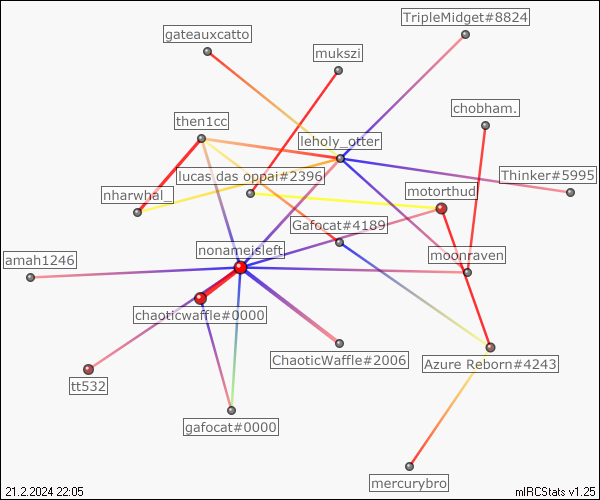 TripleMidget#8824
gateauxcatto
mukszi
chobham.
then1cc
leholy_otter
lucas das oppai#2396
Thinker#5995
nharwhal_
motorthud
Gafocat#4189
nonameisleft
amah1246
moonraven
chaoticwaffle#0000
ChaoticWaffle#2006
Azure Reborn#4243
tt532
gafocat#0000
mercurybro
21.2.2024 22:05
mIRCStats v1.25